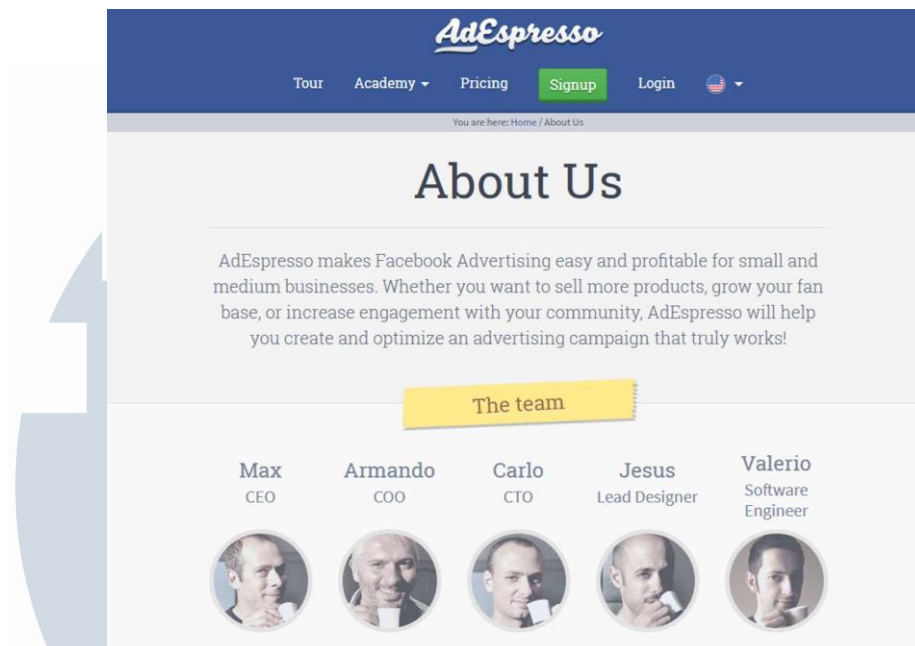 AdEspresso
Tour Academy Pricing Signup Login
You are here: Home / About Us
About Us
AdEspresso makes Facebook Advertising easy and profitable for small and
medium businesses. Whether you want to sell more products, grow your fan
base, or increase engagement with your community, AdEspresso will help
you create and optimize an advertising campaign that truly works!
The team
Max Armando Carlo Jesus Valerio
CEO COO CTO Lead Designer Software
Engineer